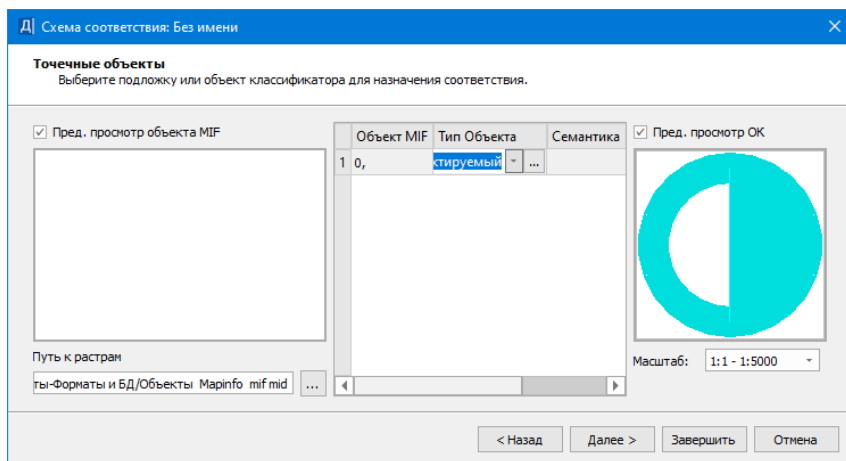 Схема соответствия: Без имени
Точечные объекты
Выберите подложку или объект классификатора для назначения соответствия.
Пред. просмотр объекта MIF
Объект MIF Тип Объекта Семантика
1 0, ктируемый ...
Пред. просмотр ОК
Путь к растрам
ты-Форматы и БД/Объекты Mapinfo mif mid ...
Масштаб: 1:1 - 1:5000
< Назад Далее > Завершить Отмена